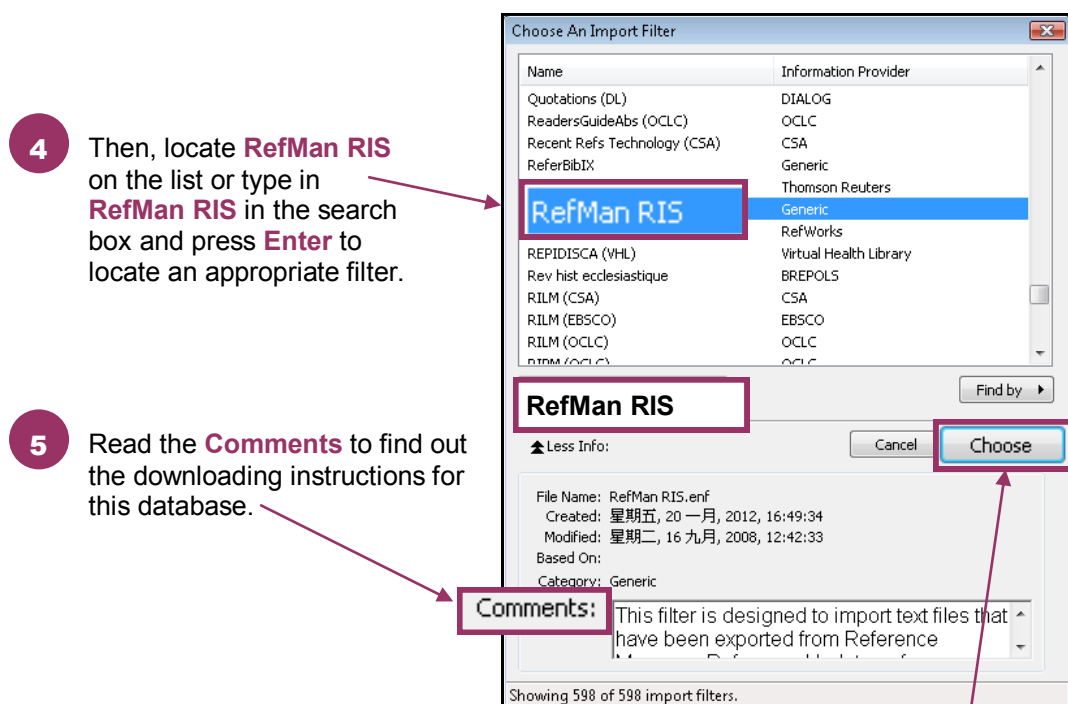 Choose An Import Filter
Name Information Provider
Quotations (DL) DIALOG
ReadersGuideAbs (OCLC) OCLC
Recent Refs Technology (CSA) CSA
ReferBibIX Generic
Thomson Reuters
RefMan RIS Generic
RefWorks
REPIDISCA (VHL) Virtual Health Library
Rev hist ecclesiastique BREPOLS
RILM (CSA) CSA
RILM (EBSCO) EBSCO
RILM (OCLC) OCLC
4
Then, locate RefMan RIS
on the list or type in
RefMan RIS in the search
box and press Enter to
locate an appropriate filter.
Find by
RefMan RIS
Less Info:
Cancel Choose
5
Read the Comments to find out
the downloading instructions for
this database.
File Name: RefMan RIS.enf
Created: 星期五, 20 一月, 2012, 16:49:34
Modified: 星期二, 16 九月, 2008, 12:42:33
Based On:
Category: Generic
Comments: This filter is designed to import text files that
have been exported from Reference
Showing 598 of 598 import filters.